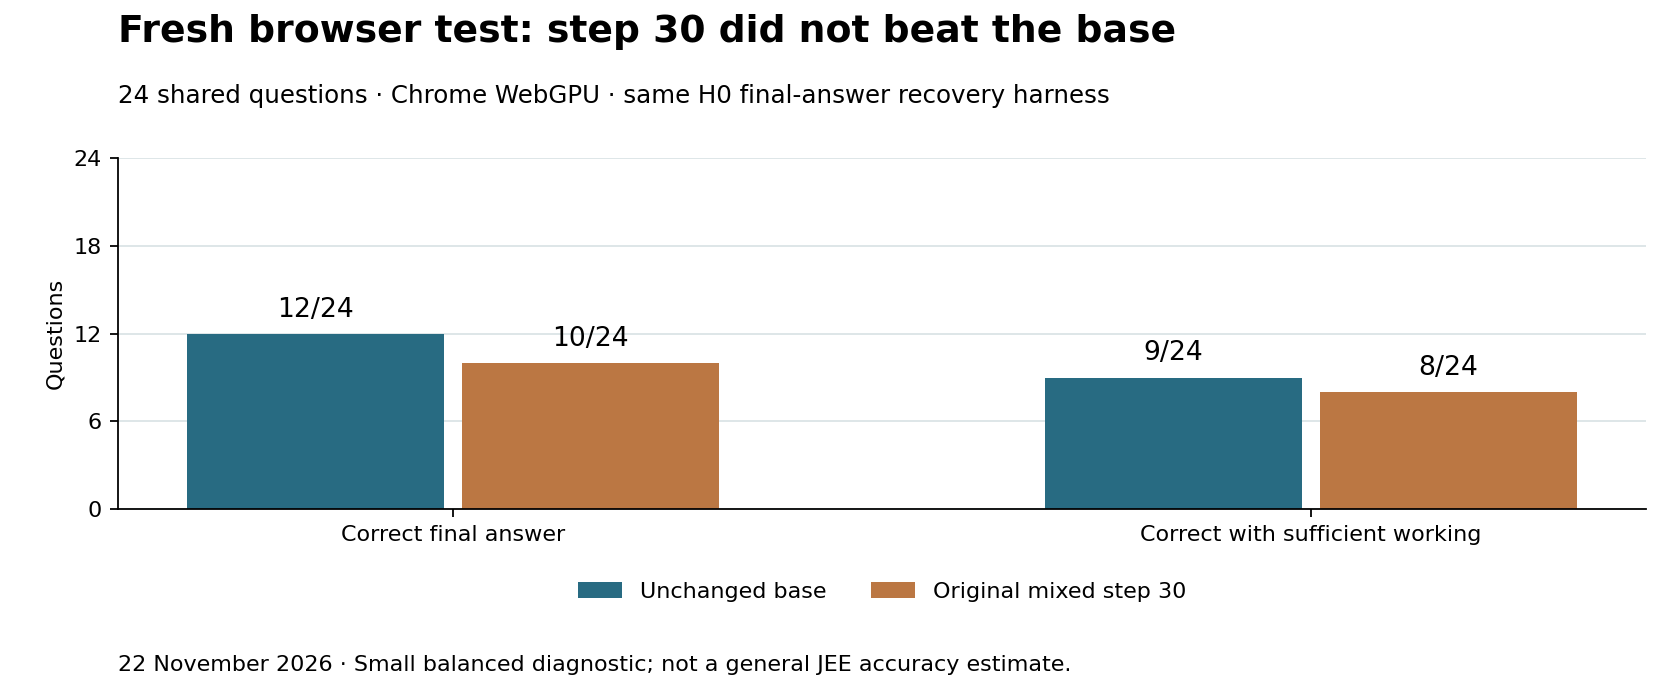 Fresh browser test: step 30 did not beat the base
24 shared questions · Chrome WebGPU · same H0 final-answer recovery harness
24
18
12
6
0
Questions
12/24
10/24
9/24
8/24
Correct final answer
Correct with sufficient working
Unchanged base
Original mixed step 30
22 November 2026 · Small balanced diagnostic; not a general JEE accuracy estimate.